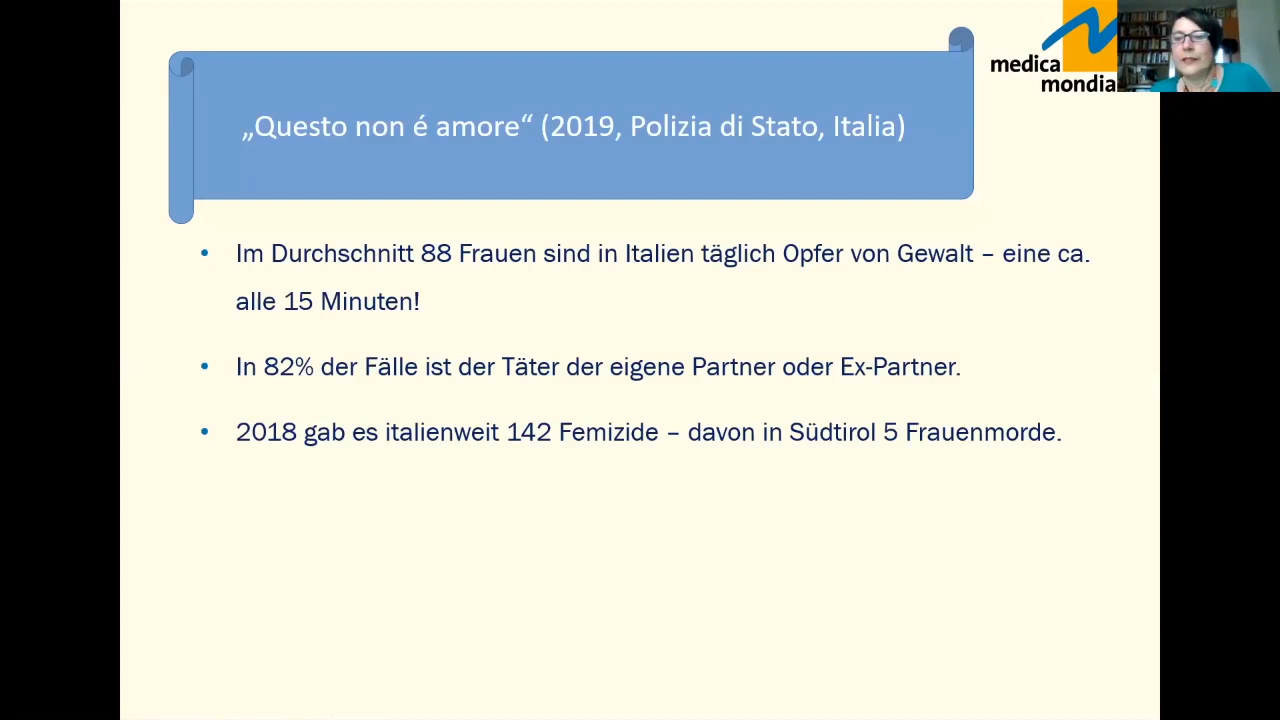 „Questo non é amore“ (2019, Polizia di Stato, Italia)
medica
mondia
• Im Durchschnitt 88 Frauen sind in Italien täglich Opfer von Gewalt – eine ca.
alle 15 Minuten!
• In 82% der Fälle ist der Täter der eigene Partner oder Ex-Partner.
• 2018 gab es italienweit 142 Femizide – davon in Südtirol 5 Frauenmorde.